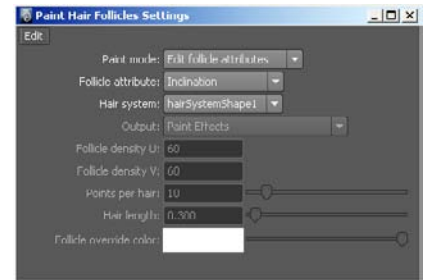 Paint Hair Follicles Settings
Edit
Paint mode: Edit follicle attributes
Follicle attribute: Inclination
Hair system: hairSystemShape1
Output: Paint Effects
Follicle density U: 60
Follicle density V: 60
Points per hair: 10
Hair length: 0.300
Follicle override color: